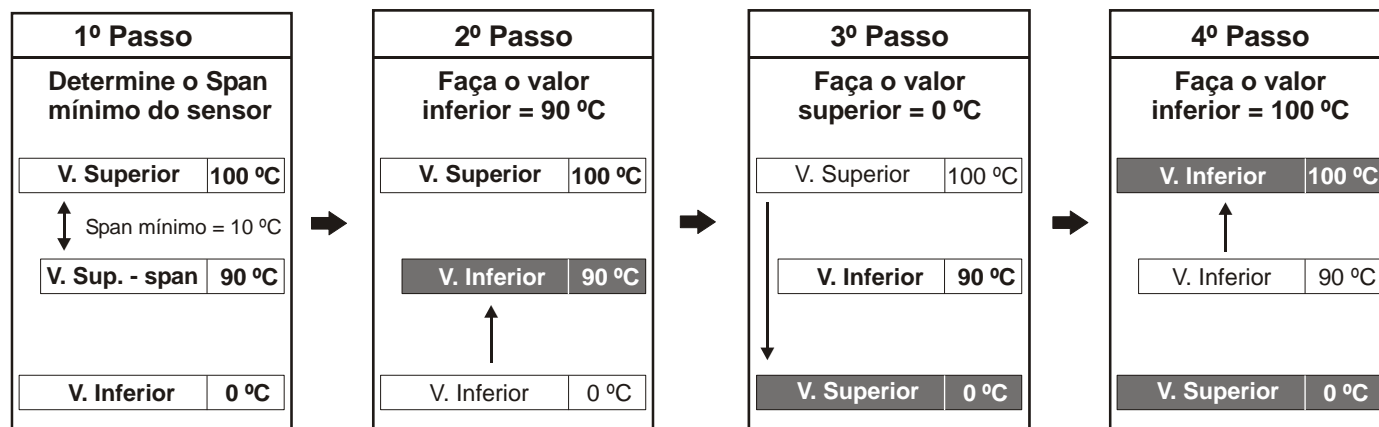 1º Passo
Determine o Span
mínimo do sensor
V. Superior 100 ºC
Span mínimo = 10 ºC
V. Sup. - span 90 ºC
V. Inferior 0 ºC
2º Passo
Faça o valor
inferior = 90 ºC
V. Superior 100 ºC
V. Inferior 90 ºC
V. Inferior 0 ºC
3º Passo
Faça o valor
superior = 0 ºC
V. Superior 100 ºC
V. Inferior 90 ºC
V. Superior 0 ºC
4º Passo
Faça o valor
inferior = 100 ºC
V. Inferior 100 ºC
V. Inferior 90 ºC
V. Superior 0 ºC